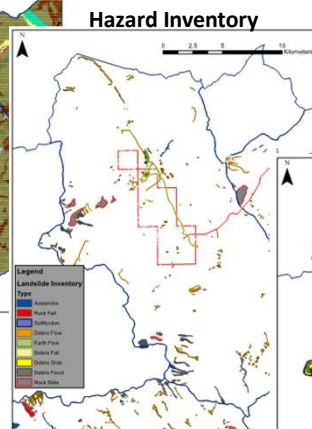 Hazard Inventory
N
0 2.5 5 10
Kilometers
N
Legend
Landslide Inventory
Type
Avalanche
Rock Fall
Solifluction
Debris Flow
Earth Flow
Debris Fall
Debris Slide
Debris Flood
Rock Slide